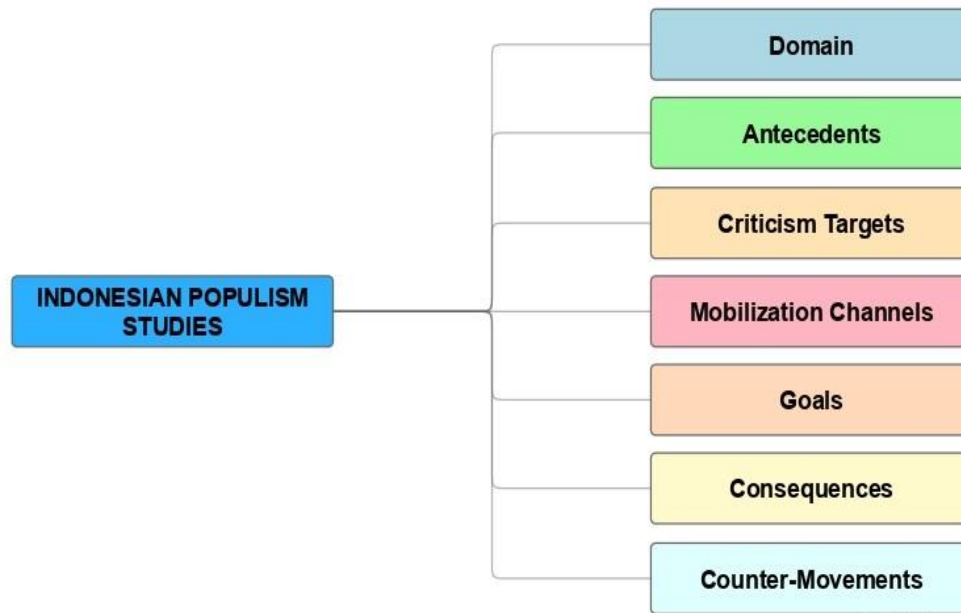 Domain
Antecedents
Criticism Targets
INDONESIAN POPULISM
STUDIES
Mobilization Channels
Goals
Consequences
Counter-Movements